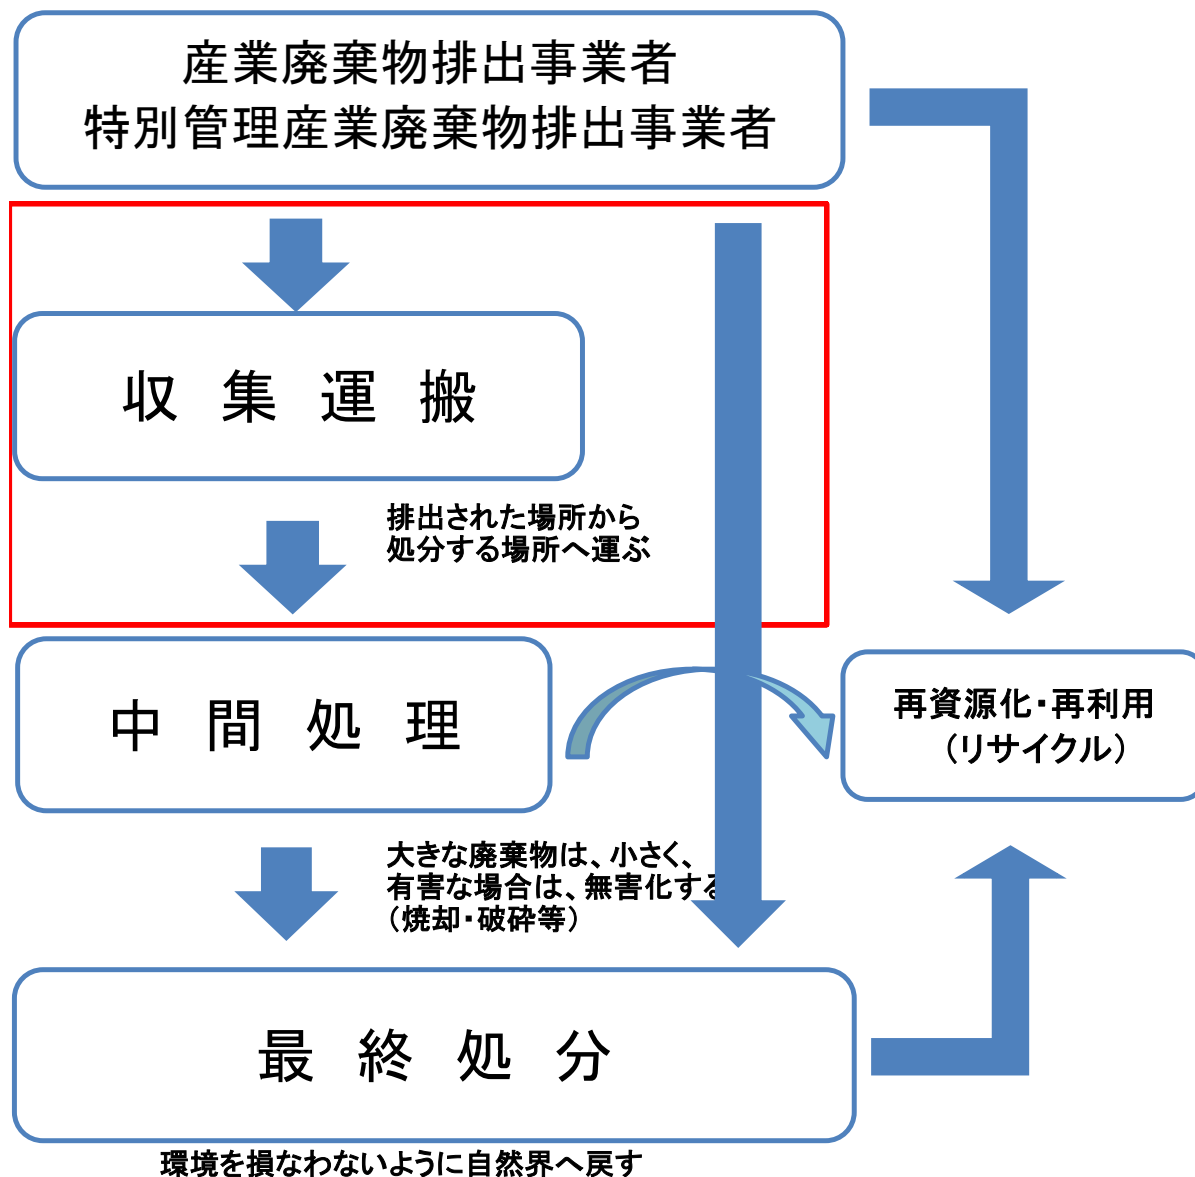 産業廃棄物排出事業者
特別管理産業廃棄物排出事業者
収 集 運 搬
排出された場所から
処分する場所へ運ぶ
中 間 処 理
再資源化・再利用
（リサイクル）
大きな廃棄物は、小さく、
有害な場合は、無害化する
（焼却・破砕等）
最 終 処 分
環境を損なわないように自然界へ戻す